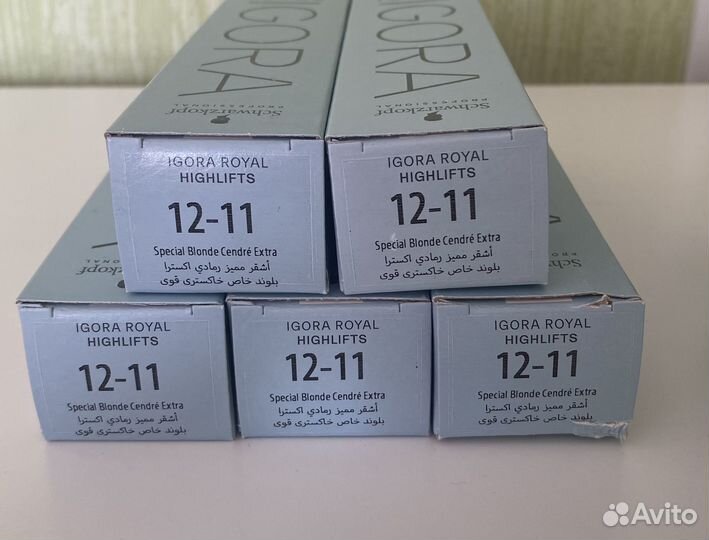 IGORA
Schwarzkopf
PROFESSIONAL
IGORA
Schwarzkopf
PROFESSIONAL
IGORA ROYAL
HIGHLIFTS
12-11
Special Blonde Cendré Extra
أشقر مميز رمادي اكسترا
بلوند خاص خاکستری قوی
IGORA ROYAL
HIGHLIFTS
12-11
Special Blonde Cendré Extra
أشقر مميز رمادي اكسترا
بلوند خاص خاکستری قوی
IGORA ROYAL
HIGHLIFTS
12-11
Special Blonde Cendré Extra
أشقر مميز رمادي اكسترا
بلوند خاص خاکستری قوی
IGORA ROYAL
HIGHLIFTS
12-11
Special Blonde Cendré Extra
أشقر مميز رمادي اكسترا
بلوند خاص خاکستری قوی
IGORA ROYAL
HIGHLIFTS
12-11
Special Blonde Cendré Extra
أشقر مميز رمادي اكسترا
بلوند خاص خاکستری قوی
Avito